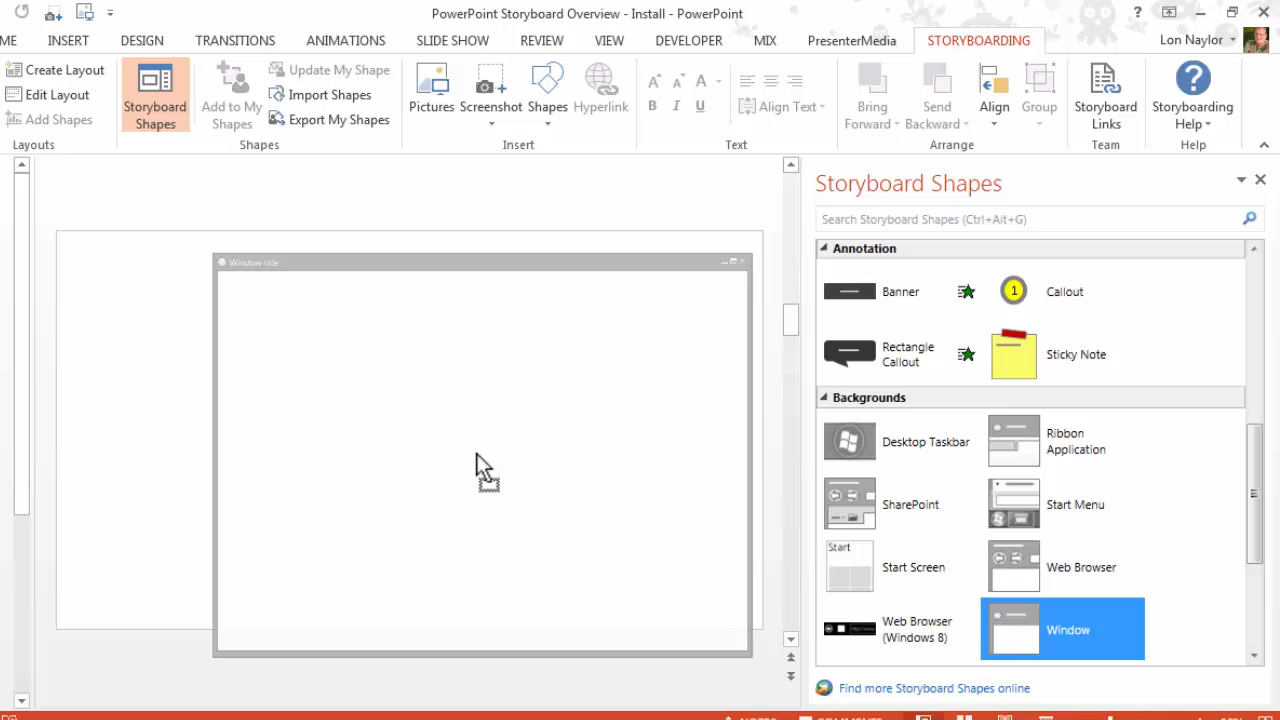 PowerPoint Storyboard Overview - Install - PowerPoint
?
ME INSERT DESIGN TRANSITIONS ANIMATIONS SLIDE SHOW REVIEW VIEW DEVELOPER MIX PresenterMedia STORYBOARDING Lon Naylor
Create Layout
Edit Layout
Add Shapes
Layouts
Storyboard
Shapes
Add to My
Shapes
Update My Shape
Import Shapes
Export My Shapes
Shapes
Pictures Screenshot Shapes Hyperlink
Insert
A A A
B I U
Align Text
Text
Bring
Forward
Send
Backward
Align Group
Arrange
Storyboard
Links
Team
?
Storyboarding
Help
Help
Window title
Storyboard Shapes
Search Storyboard Shapes (Ctrl+Alt+G)
Annotation
Banner
1
Callout
Rectangle
Callout
Sticky Note
Backgrounds
Desktop Taskbar
Ribbon
Application
SharePoint
Start Menu
Start
Start Screen
Web Browser
Web Browser
(Windows 8)
Window
Find more Storyboard Shapes online